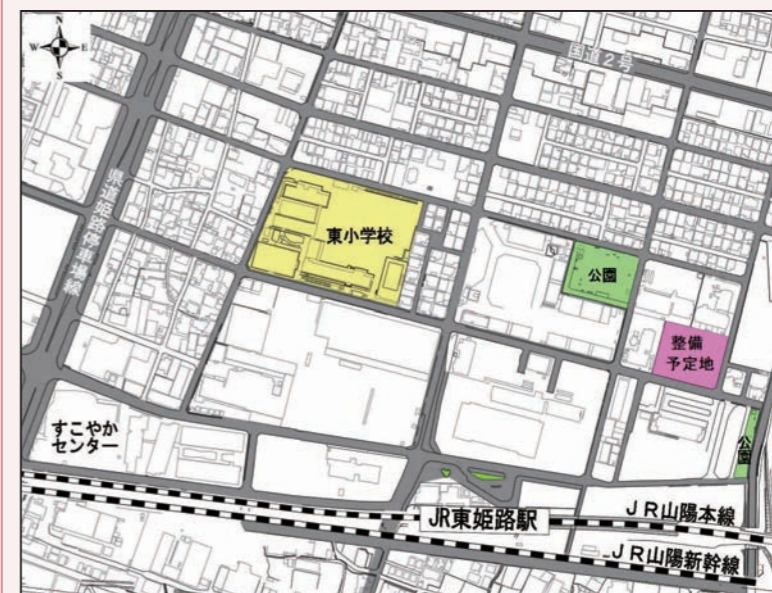 N
W E
S
国道2号
県道姫路停車場線
東小学校
公園
整備
予定地
すこやか
センター
公園
JR東姫路駅
JR山陽本線
JR山陽新幹線